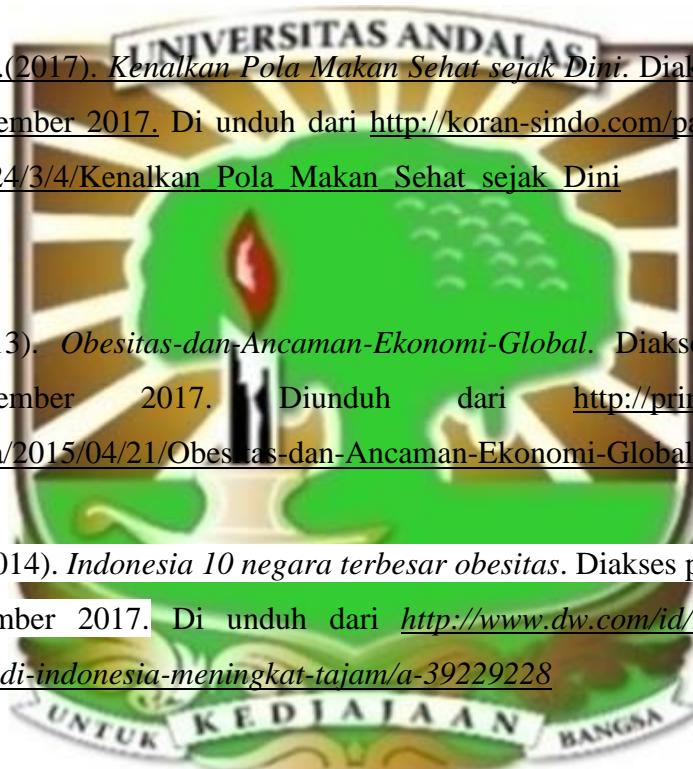 UNIVERSITAS ANDALAS
.(2017). Kenalkan Pola Makan Sehat sejak Dini. Diak
ember 2017. Di unduh dari http://koran-sindo.com/pa
24/3/4/Kenalkan_Pola_Makan_Sehat_sejak_Dini
13). Obesitas-dan-Ancaman-Ekonomi-Global. Diakse
ember 2017. Diunduh dari http://prin
a/2015/04/21/Obesitas-dan-Ancaman-Ekonomi-Global
014). Indonesia 10 negara terbesar obesitas. Diakses p
mber 2017. Di unduh dari http://www.dw.com/id/
di-indonesia-meningkat-tajam/a-39229228
UNTUK KEDJAJAAN BANGSA